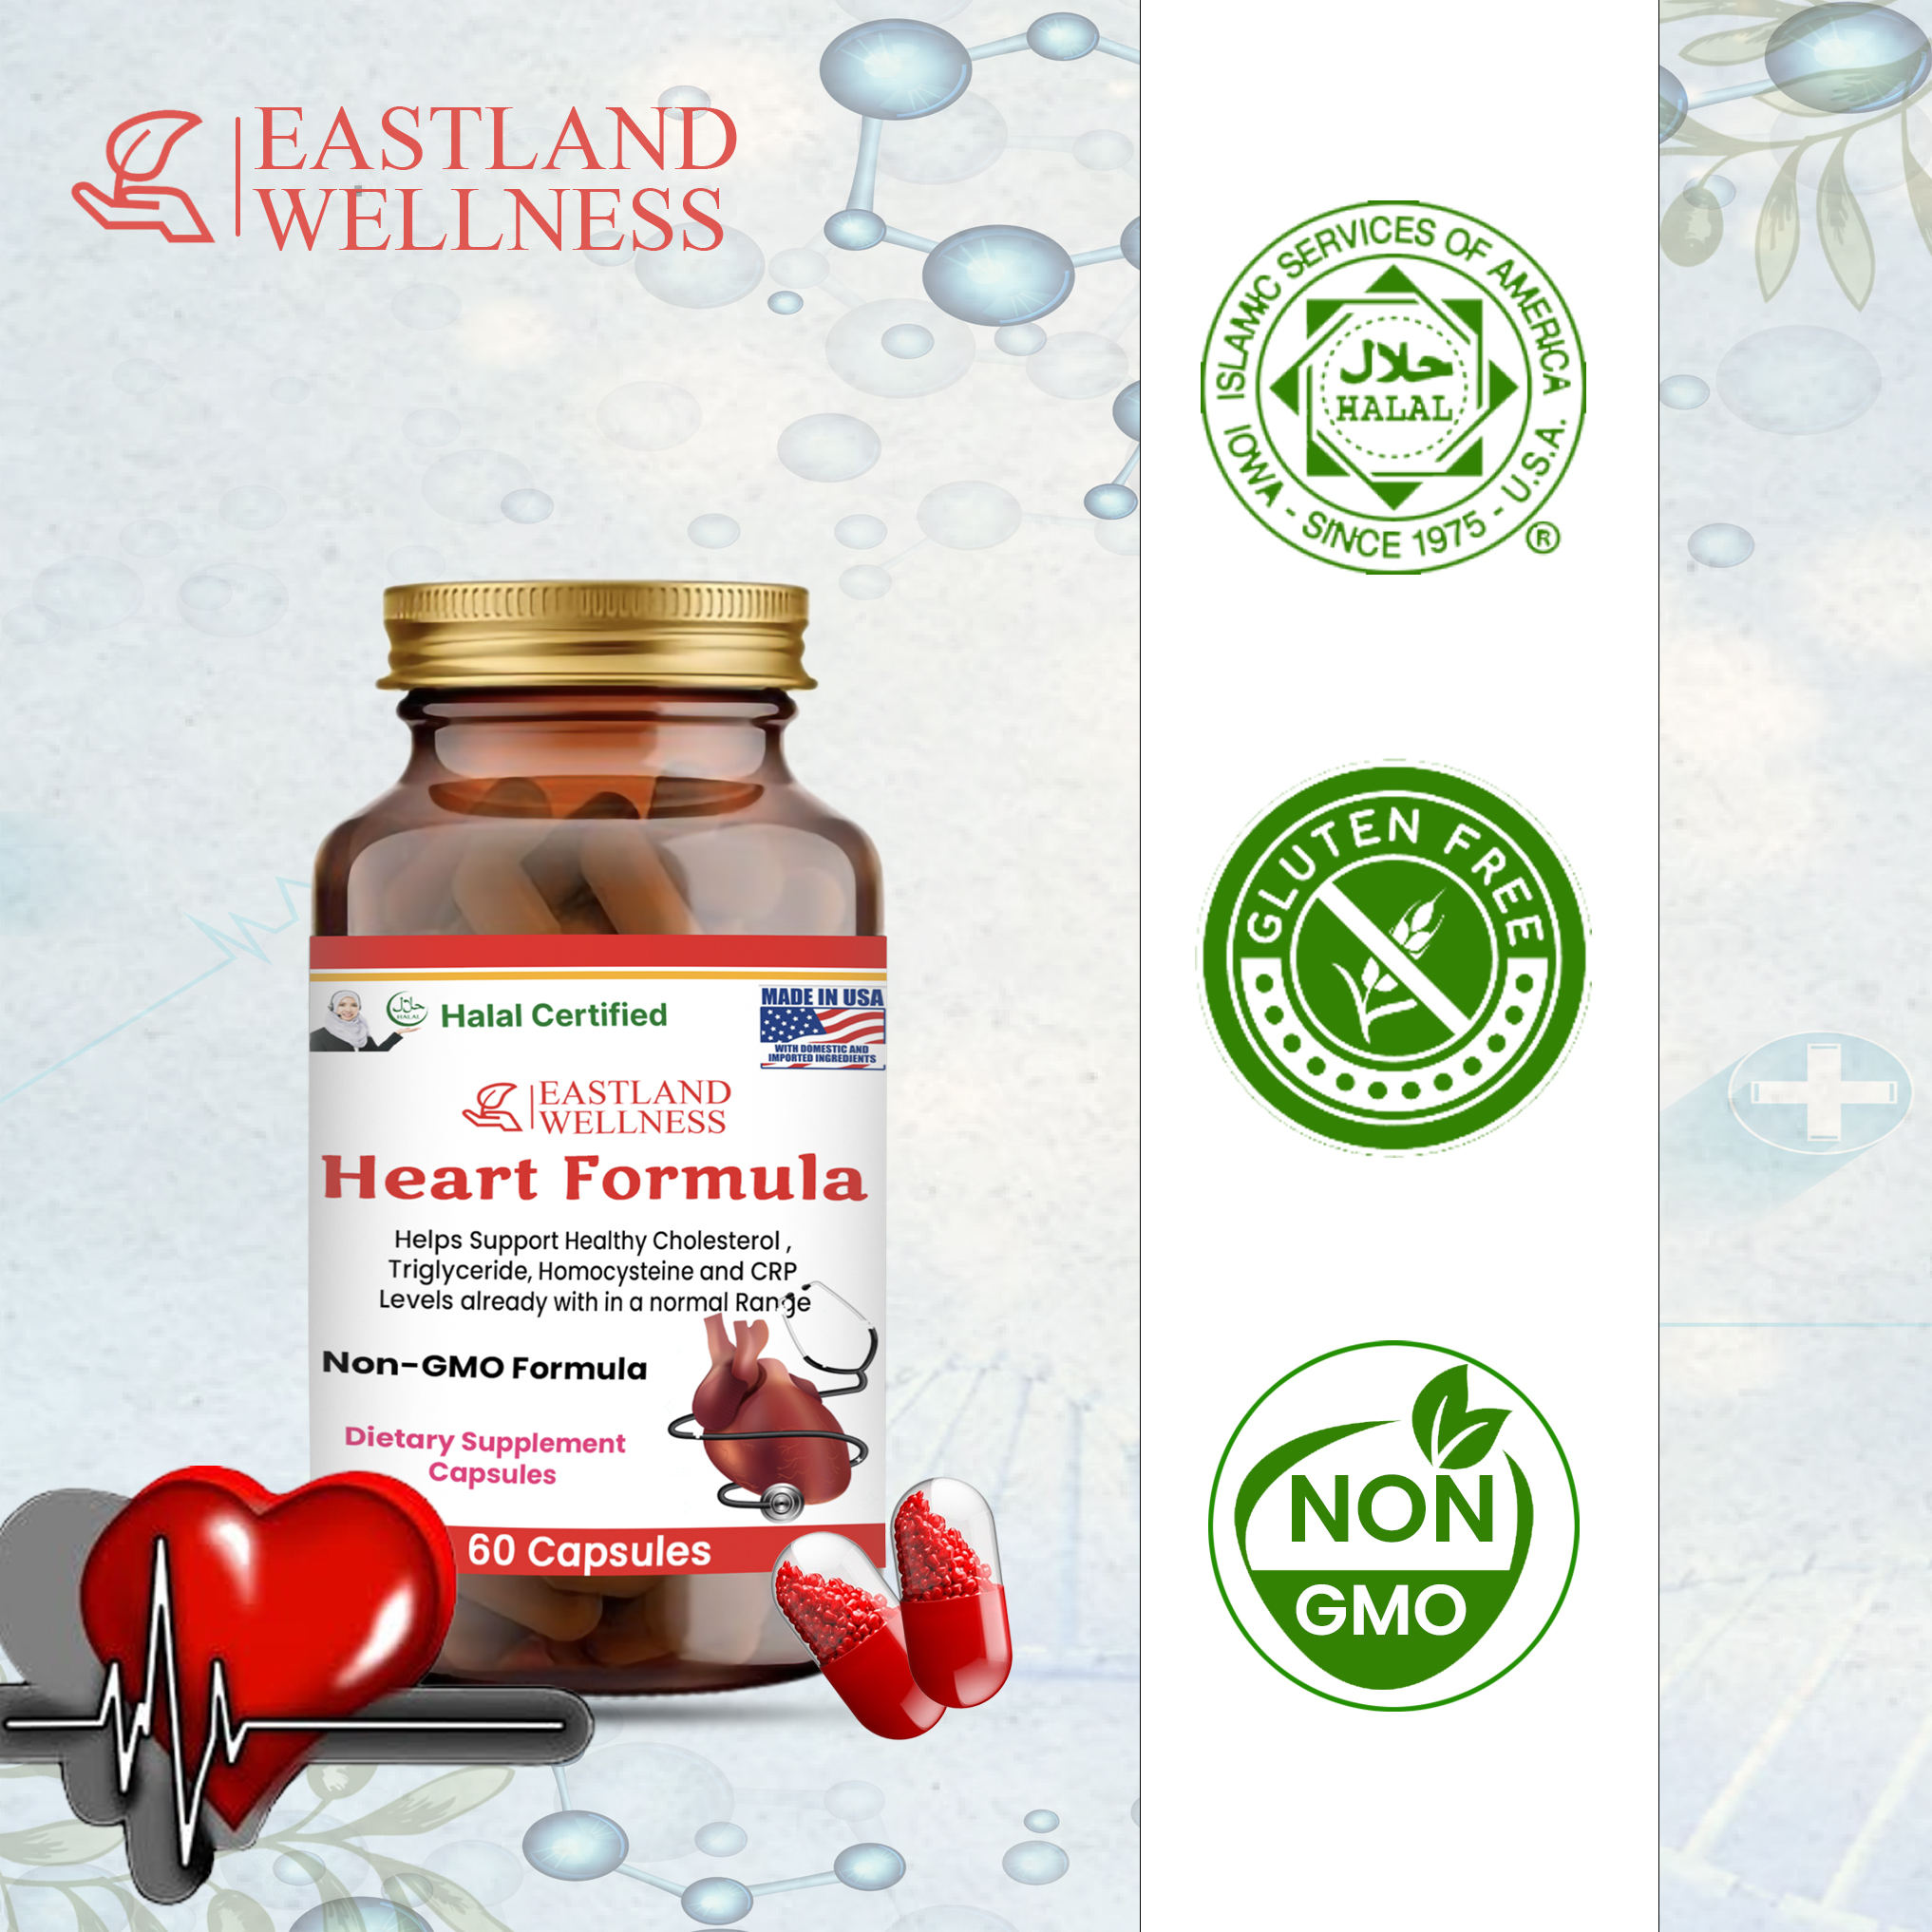 EASTLAND
WELLNESS
ISLAMIC SERVICES OF AMERICA
حلال
HALAL
IOWA - SINCE 1975 - U.S.A.
®
GLUTEN FREE
NON
GMO
حلال
HALAL
Halal Certified
MADE IN USA
WITH DOMESTIC AND
IMPORTED INGREDIENTS
EASTLAND
WELLNESS
Heart Formula
Helps Support Healthy Cholesterol ,
Triglyceride, Homocysteine and CRP
Levels already with in a normal Range
Non-GMO Formula
Dietary Supplement
Capsules
60 Capsules